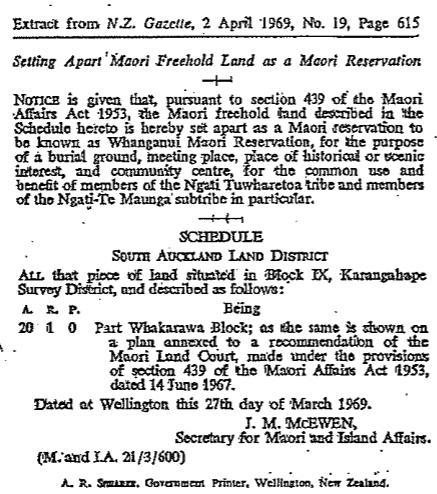 Extract from N.Z. Gazette, 2 April 1969, No. 19, Page 615
Setting Apart Maori Freehold Land as a Maori Reservation
NOTICE is given that, pursuant to section 439 of the Maori
Affairs Act 1953, the Maori freehold land described in the
Schedule hereto is hereby set apart as a Maori reservation to
be known as Whanganui Maori Reservation, for the purpose
of a burial ground, meeting place, place of historical or scenic
interest, and community centre, for the common use and
benefit of members of the Ngati Tuwharetoa tribe and members
of the Ngati-Te Maunga subtribe in particular.
SCHEDULE
SOUTH AUCKLAND LAND DISTRICT
ALL that piece of land situated in Block IX, Karangahape
Survey District, and described as follows:
A. R. P. Being
20 1 0 Part Whakarawa Block; as the same is shown on
a plan annexed to a recommendation of the
Maori Land Court, made under the provisions
of section 439 of the Maori Affairs Act 1953,
dated 14 June 1967.
Dated at Wellington this 27th day of March 1969.
J. M. McEWEN,
Secretary for Maori and Island Affairs.
(M. and I.A. 21/3/600)
A. R. SHEARER, Government Printer, Wellington, New Zealand.